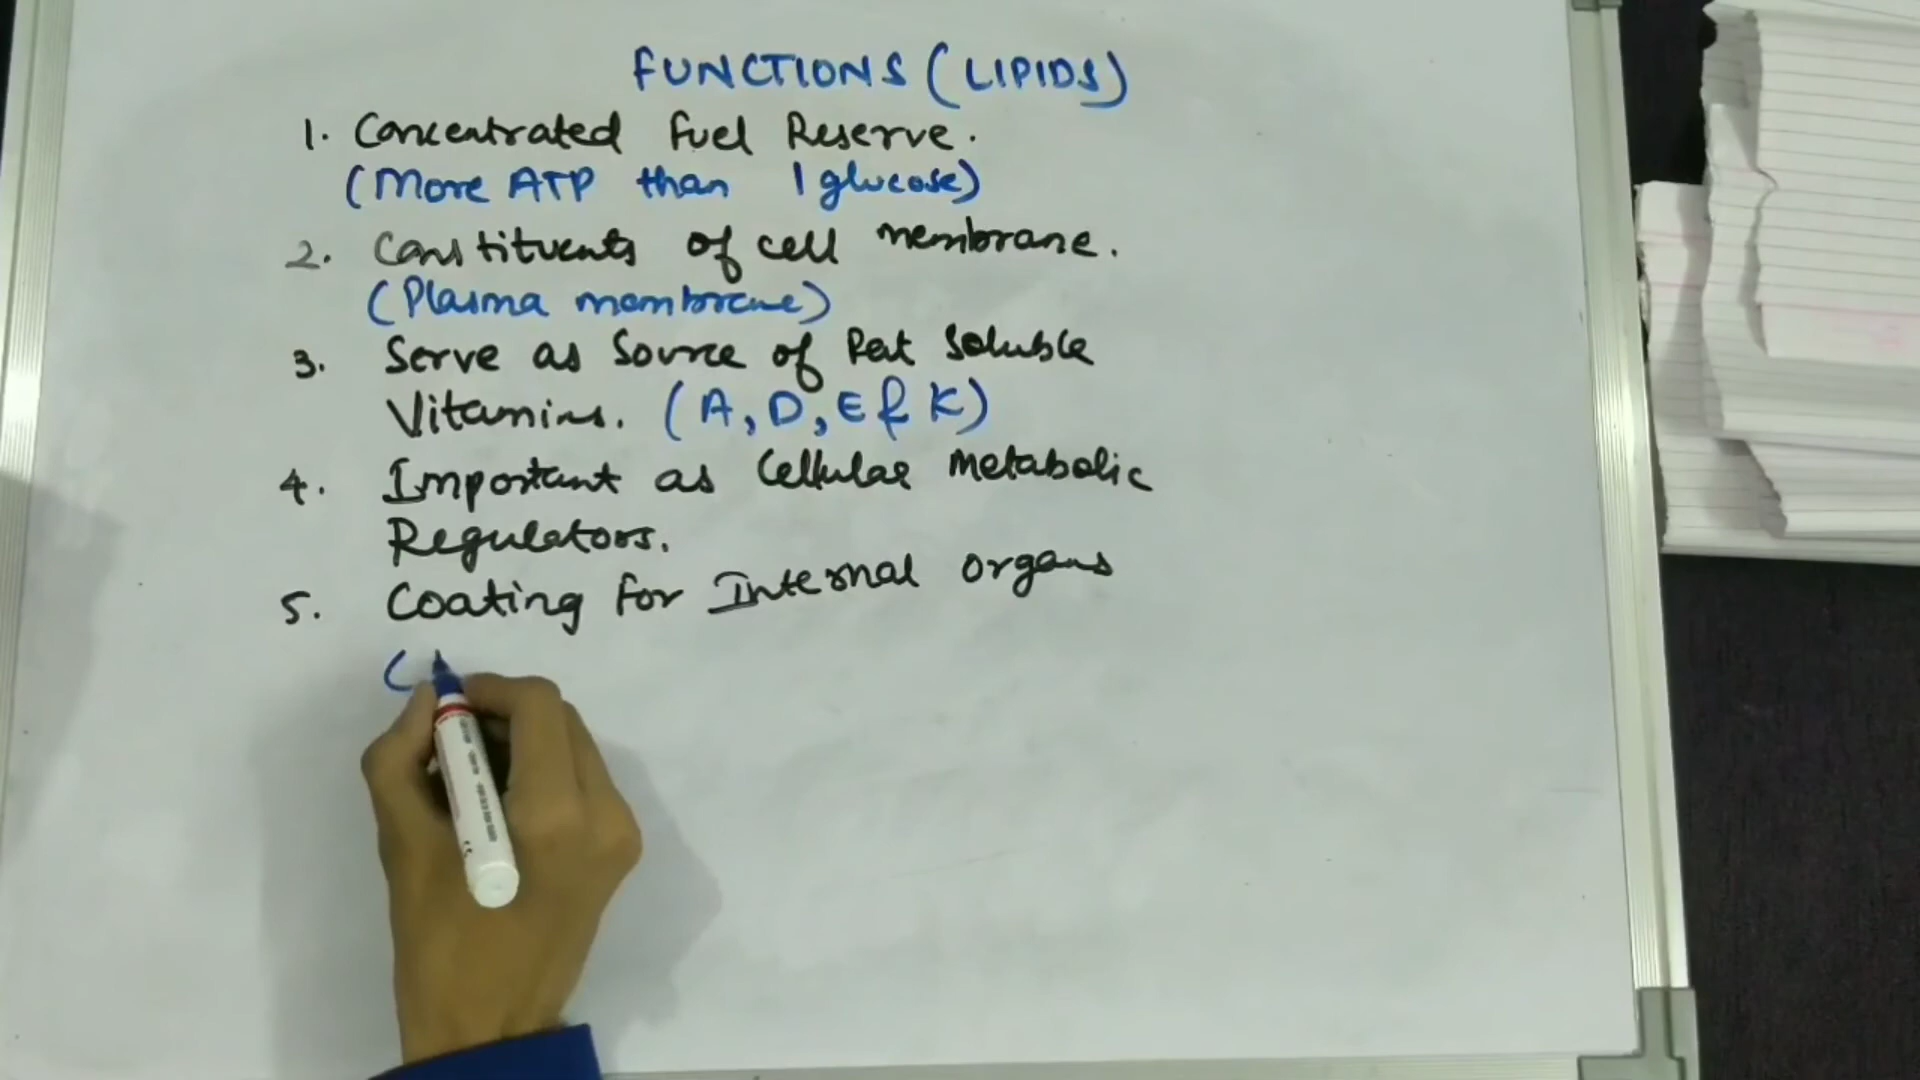 FUNCTIONS (LIPIDS)
1. Concentrated Fuel Reserve.
(More ATP than 1 glucose)
2. Constituents of cell membrane.
(Plasma membrane)
3. Serve as Source of Fat Soluble
Vitamins. (A, D, E & K)
4. Important as Cellular Metabolic
Regulators.
5. Coating for Internal organs
(